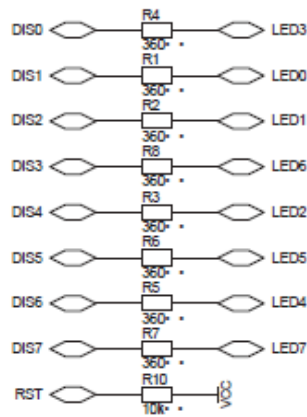 R4
DIS0 LED3
360
R1
DIS1 LED0
360
R2
DIS2 LED1
360
R8
DIS3 LED6
360
R3
DIS4 LED2
360
R6
DIS5 LED5
360
R5
DIS6 LED4
360
R7
DIS7 LED7
360
R10
RST VCC
10k